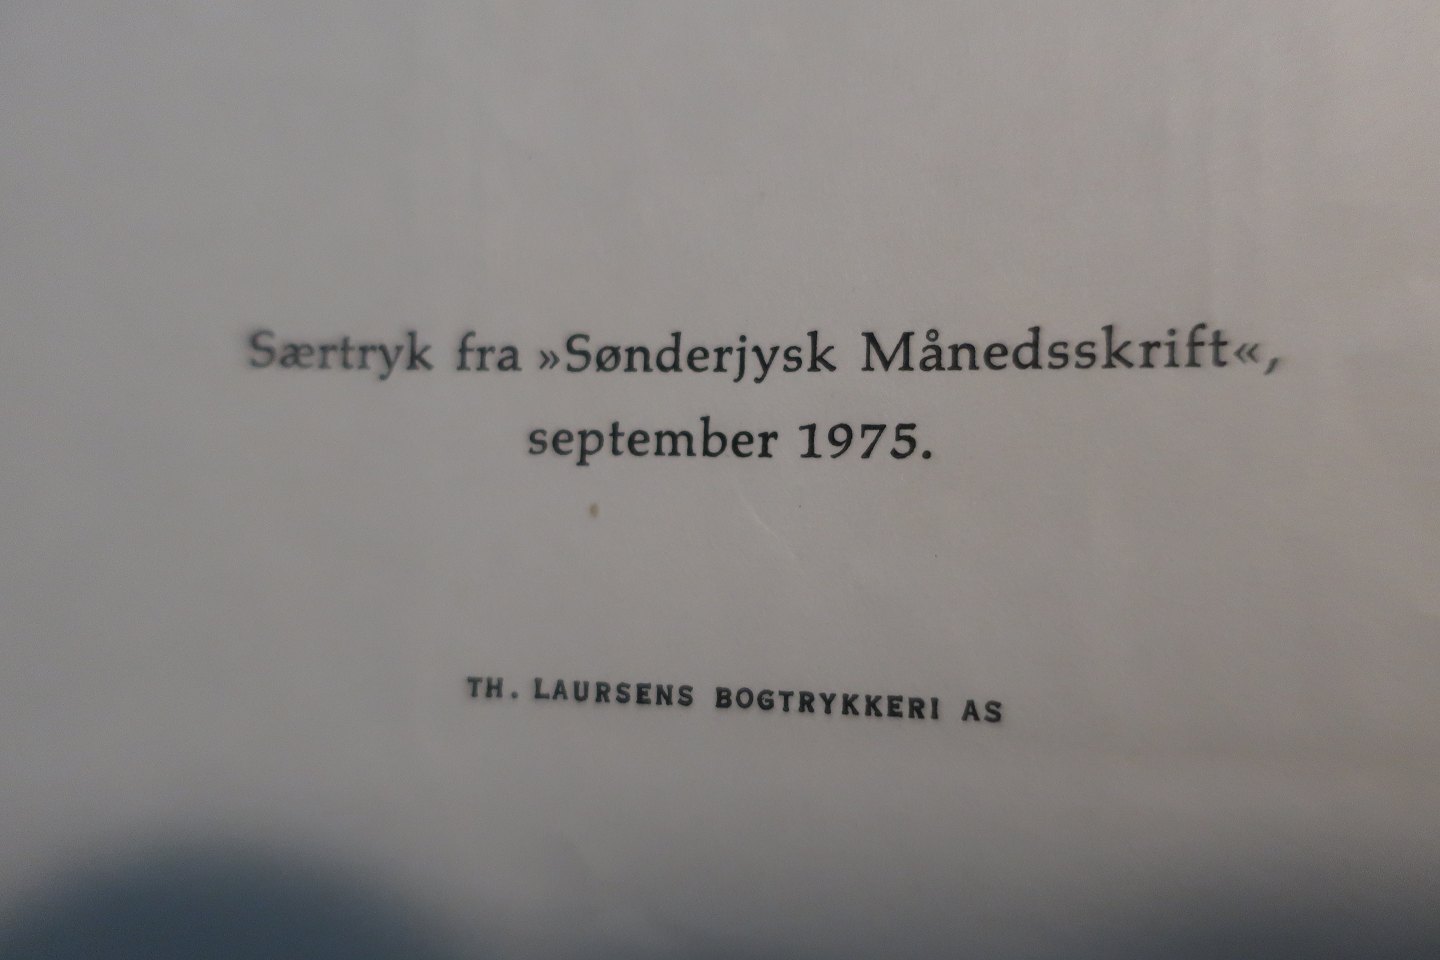 Særtryk fra »Sønderjysk Månedsskrift«,
september 1975.
TH. LAURSENS BOGTRYKKERI AS